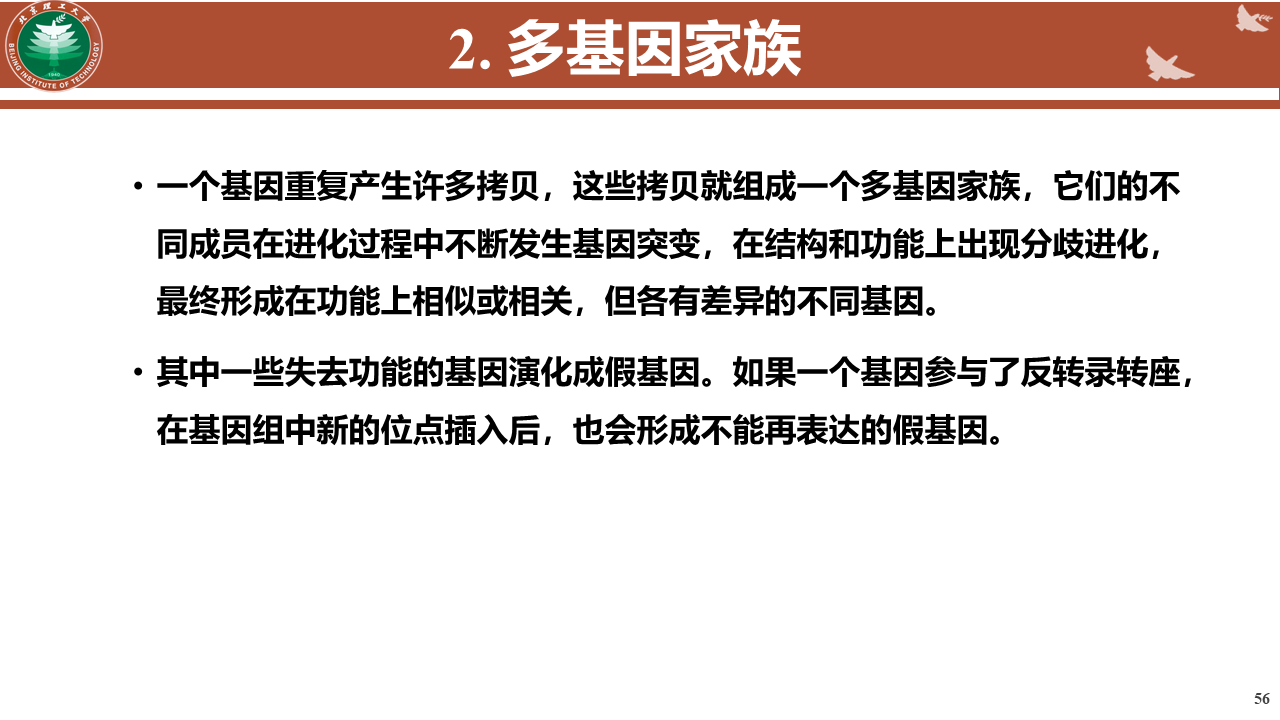 北京理工大学
BEIJING INSTITUTE OF TECHNOLOGY
1940
2. 多基因家族
• 一个基因重复产生许多拷贝，这些拷贝就组成一个多基因家族，它们的不
同成员在进化过程中不断发生基因突变，在结构和功能上出现分歧进化，
最终形成在功能上相似或相关，但各有差异的不同基因。
• 其中一些失去功能的基因演化成假基因。如果一个基因参与了反转录转座，
在基因组中新的位点插入后，也会形成不能再表达的假基因。
56